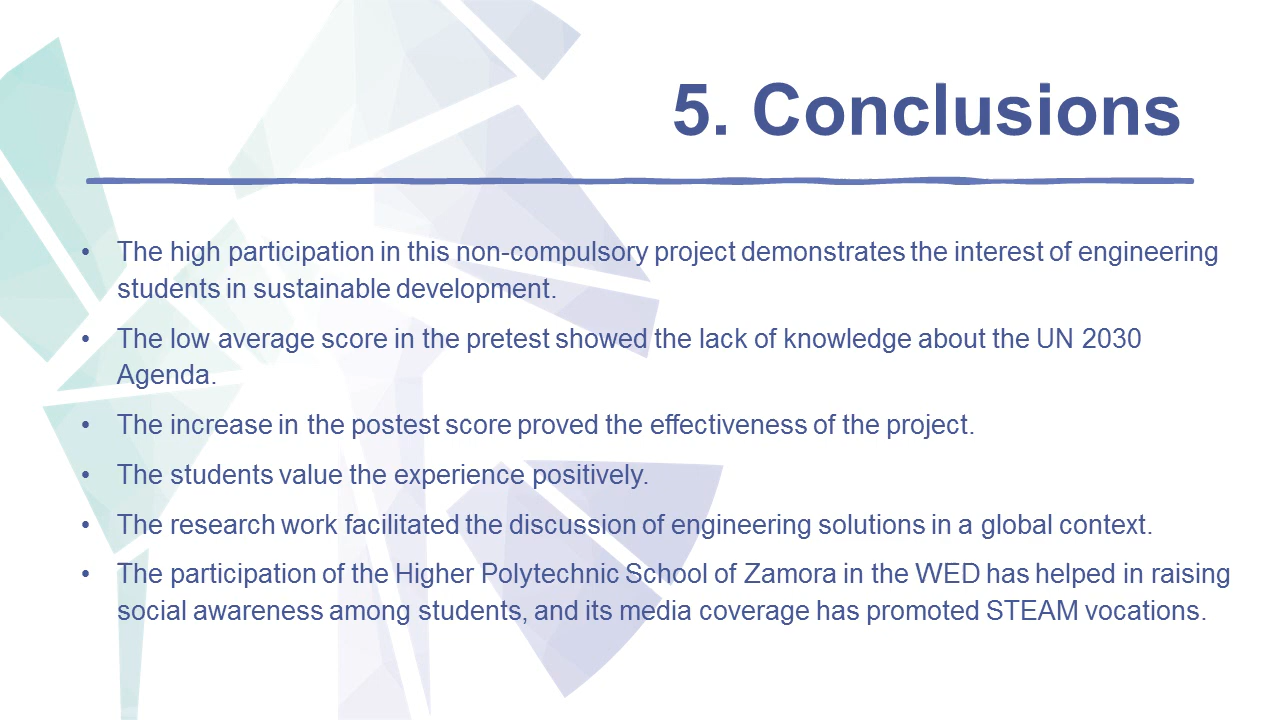 5. Conclusions
• The high participation in this non-compulsory project demonstrates the interest of engineering
students in sustainable development.
• The low average score in the pretest showed the lack of knowledge about the UN 2030
Agenda.
• The increase in the postest score proved the effectiveness of the project.
• The students value the experience positively.
• The research work facilitated the discussion of engineering solutions in a global context.
• The participation of the Higher Polytechnic School of Zamora in the WED has helped in raising
social awareness among students, and its media coverage has promoted STEAM vocations.